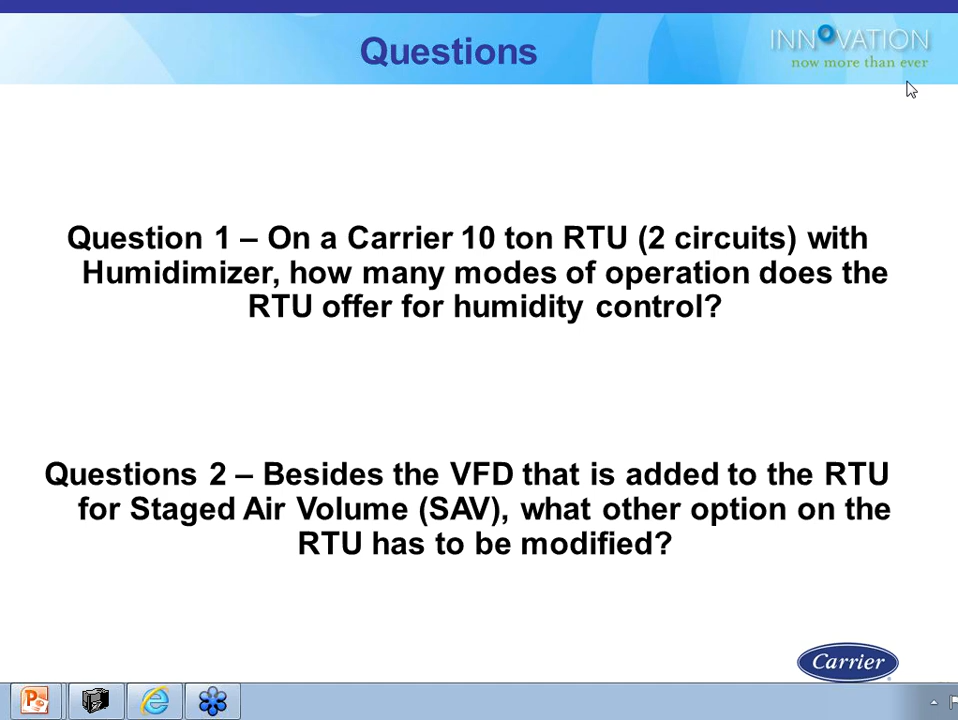 Questions
INNOVATION
now more than ever
Question 1 – On a Carrier 10 ton RTU (2 circuits) with
Humidimizer, how many modes of operation does the
RTU offer for humidity control?
Questions 2 – Besides the VFD that is added to the RTU
for Staged Air Volume (SAV), what other option on the
RTU has to be modified?
Carrier